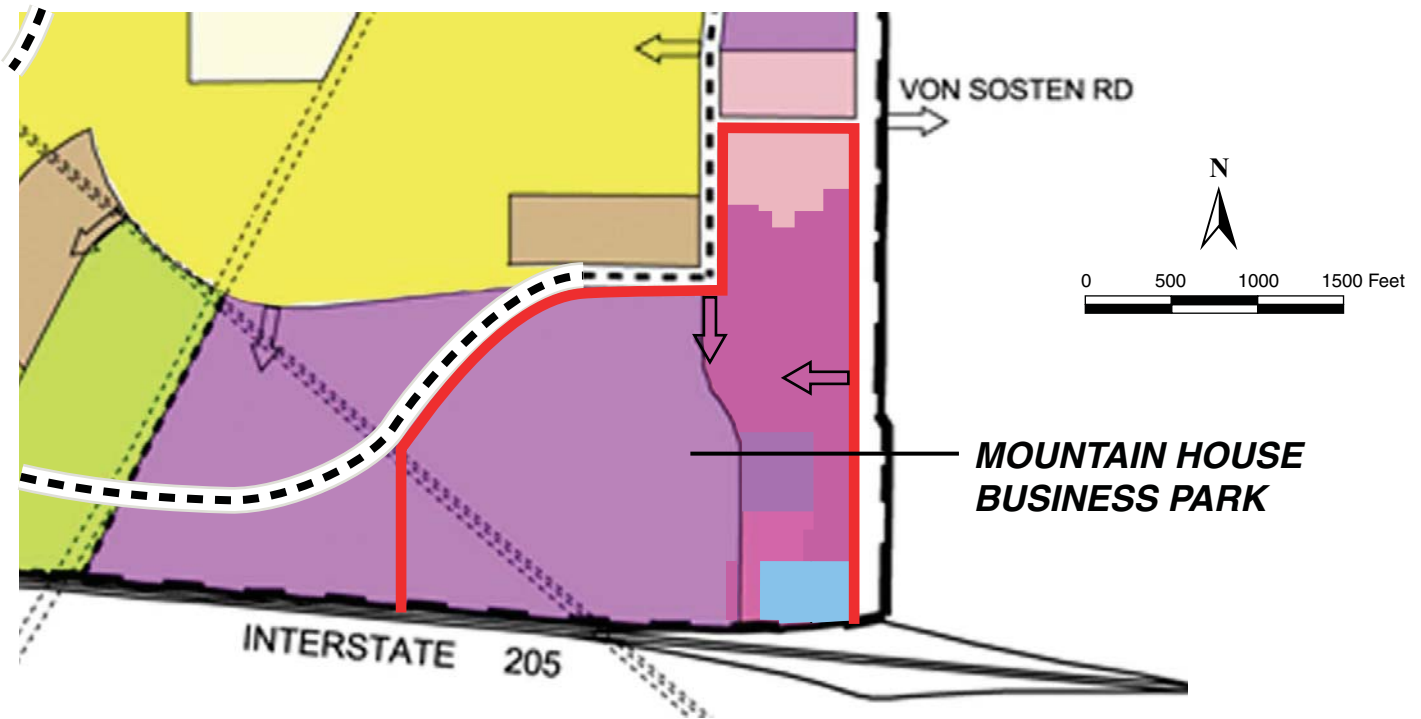 VON SOSTEN RD
N
0 500 1000 1500 Feet
MOUNTAIN HOUSE
BUSINESS PARK
INTERSTATE 205